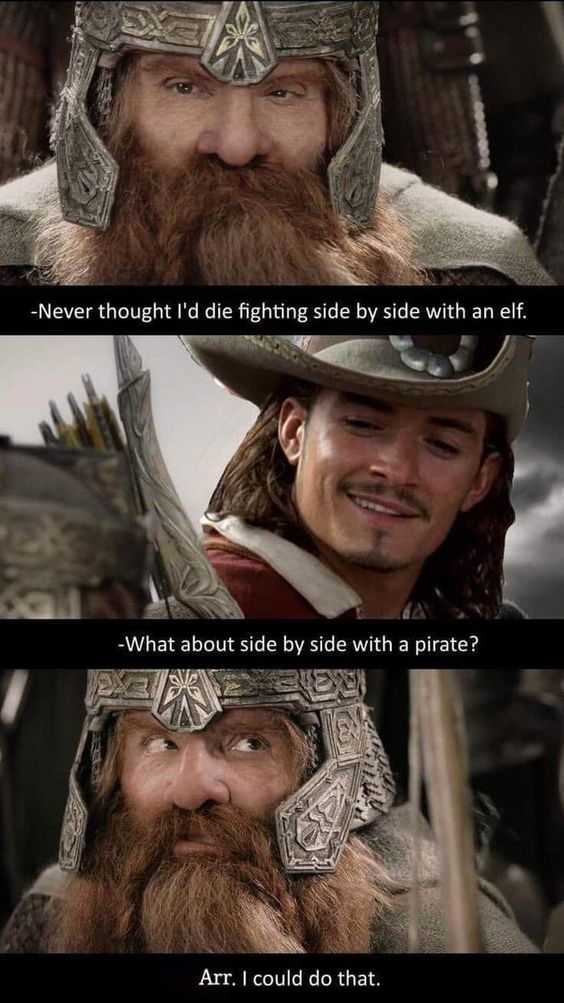 -Never thought I'd die fighting side by side with an elf.
-What about side by side with a pirate?
Arr. I could do that.